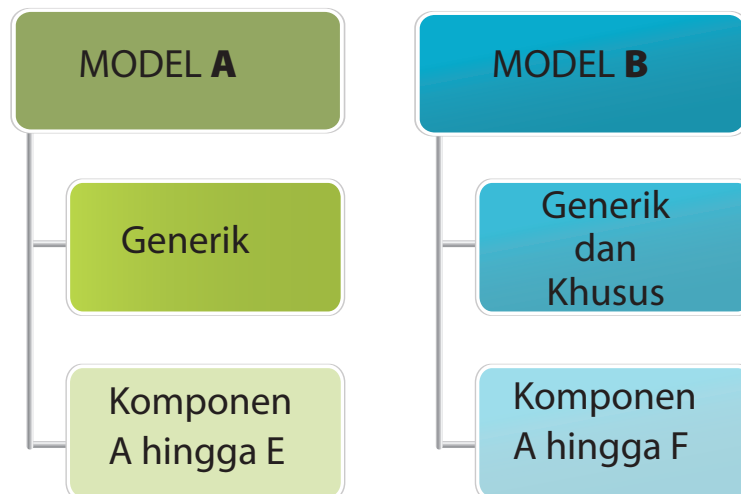 MODEL A
Generik
Komponen
A hingga E
MODEL B
Generik
dan
Khusus
Komponen
A hingga F